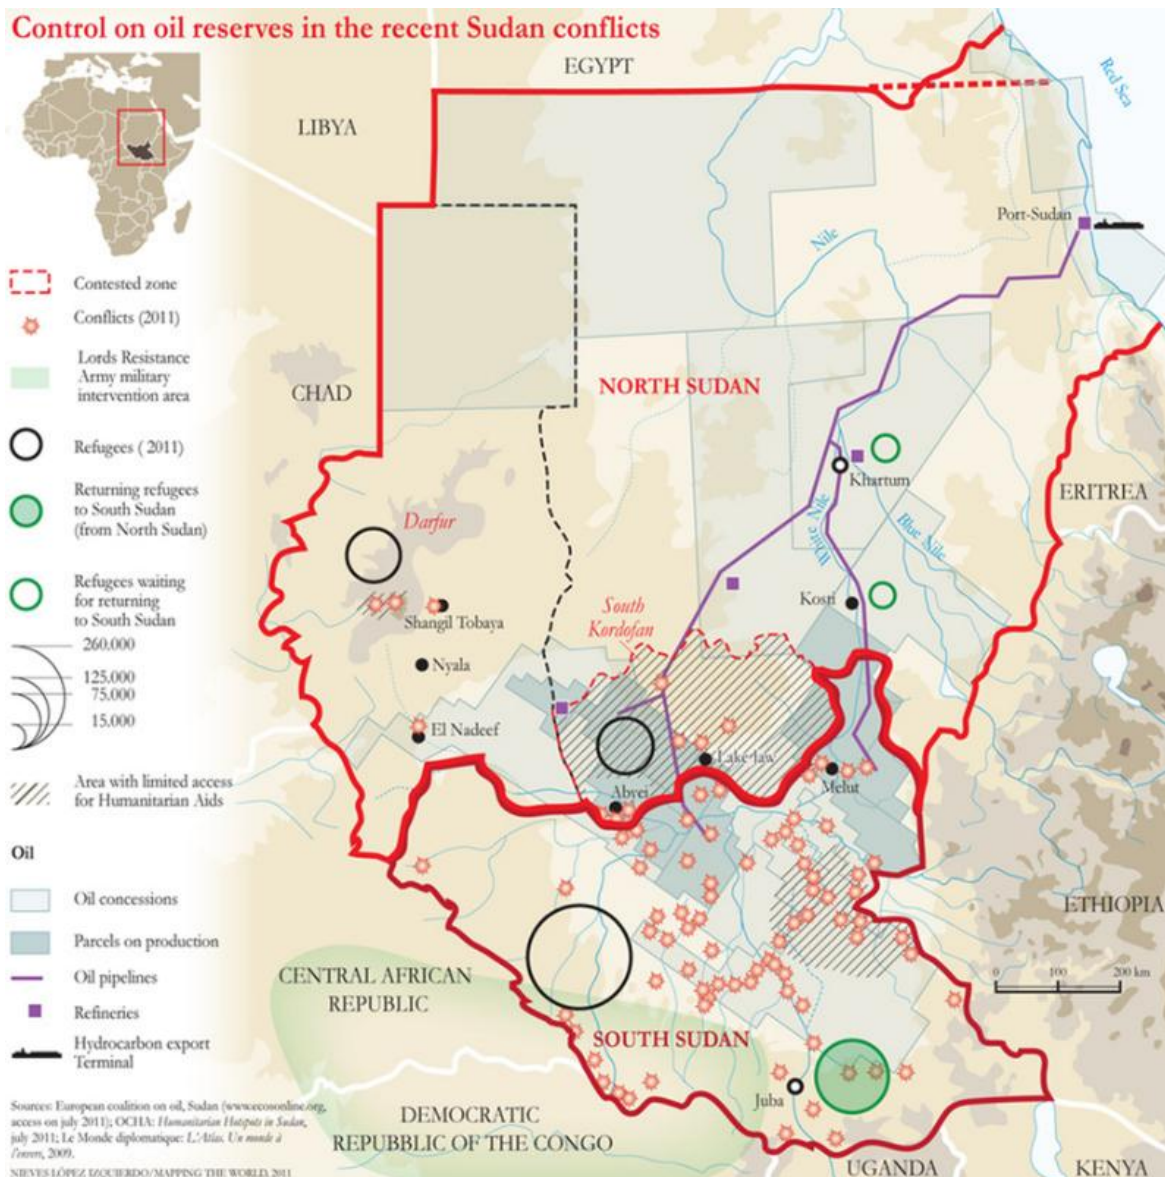 Control on oil reserves in the recent Sudan conflicts
EGYPT
Red Sea
LIBYA
Port-Sudan
Nile
Contested zone
Conflicts (2011)
Lords Resistance
Army military
intervention area
CHAD
NORTH SUDAN
Refugees ( 2011)
Khartum
ERITREA
Returning refugees
to South Sudan
(from North Sudan)
Darfur
White Nile
Blue Nile
Refugees waiting
for returning
to South Sudan
Kosti
Shangil Tobaya
South
Kordofan
260.000
125.000
75.000
15.000
Nyala
El Nadeef
Lake-Jaw
Melut
Abyei
Area with limited access
for Humanitarian Aids
Oil
Oil concessions
Parcels on production
Oil pipelines
Refineries
Hydrocarbon export
Terminal
ETHIOPIA
0 100 200 km
CENTRAL AFRICAN
REPUBLIC
SOUTH SUDAN
Juba
DEMOCRATIC
REPUBBLIC OF THE CONGO
UGANDA
KENYA
Sources: European coalition on oil, Sudan (www.ecosonline.org,
access on july 2011); OCHA: Humanitarian Hotspots in Sudan,
july 2011; Le Monde diplomatique: L'Atlas. Un monde à
l'envers, 2009.
NIEVES LÓPEZ IZQUIERDO/MAPPING THE WORLD, 2011